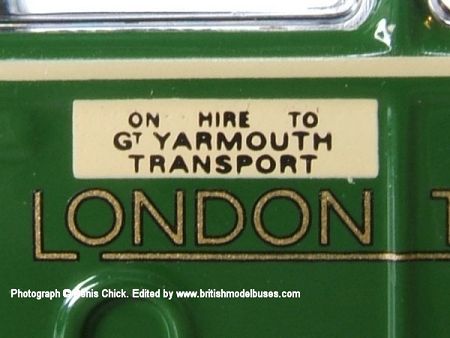 ON HIRE TO
GT YARMOUTH
TRANSPORT
LONDON T
Photograph © Denis Chick. Edited by www.britishmodelbuses.com